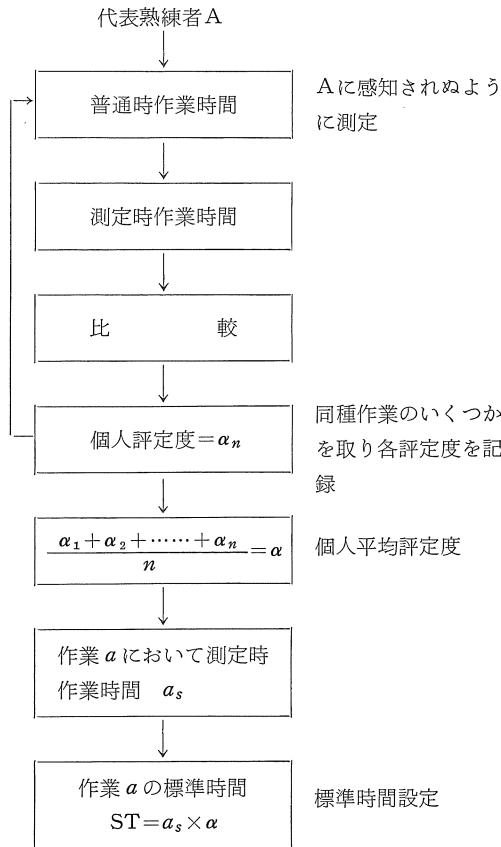 代表熟練者A
普通時作業時間
Aに感知されぬよう
に測定
測定時作業時間
比 較
個人評定度=αn
同種作業のいくつか
を取り各評定度を記
録
α1+α2+……+αn
n
=α
個人平均評定度
作業aにおいて測定時
作業時間 as
作業aの標準時間
ST=as×α
標準時間設定